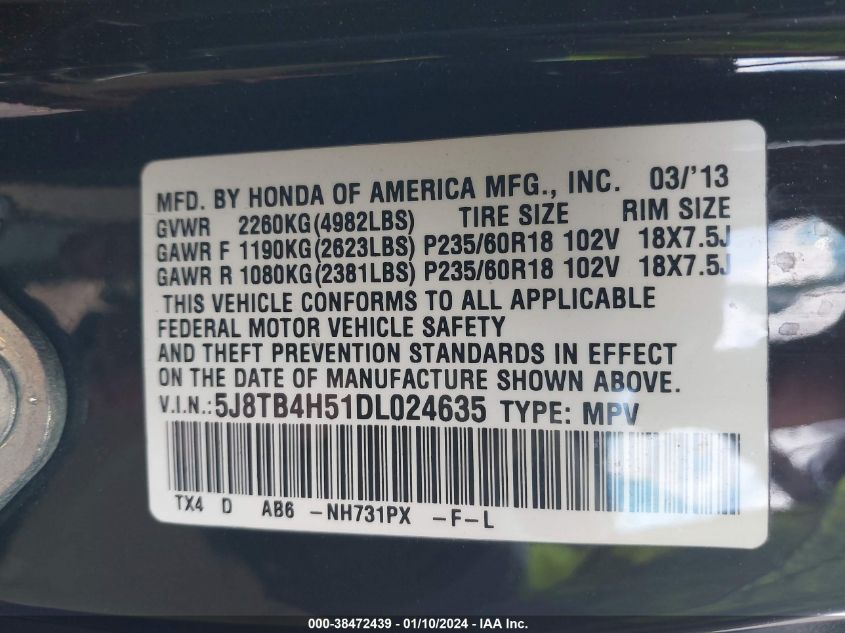 MFD. BY HONDA OF AMERICA MFG., INC. 03/'13
GVWR 2260KG(4982LBS) TIRE SIZE RIM SIZE
GAWR F 1190KG(2623LBS) P235/60R18 102V 18X7.5J
GAWR R 1080KG(2381LBS) P235/60R18 102V 18X7.5J
THIS VEHICLE CONFORMS TO ALL APPLICABLE
FEDERAL MOTOR VEHICLE SAFETY
AND THEFT PREVENTION STANDARDS IN EFFECT
ON THE DATE OF MANUFACTURE SHOWN ABOVE.
V.I.N.:5J8TB4H51DL024635 TYPE: MPV
TX4 D AB6 -NH731PX -F-L
000-38472439 - 01/10/2024 - IAA Inc.